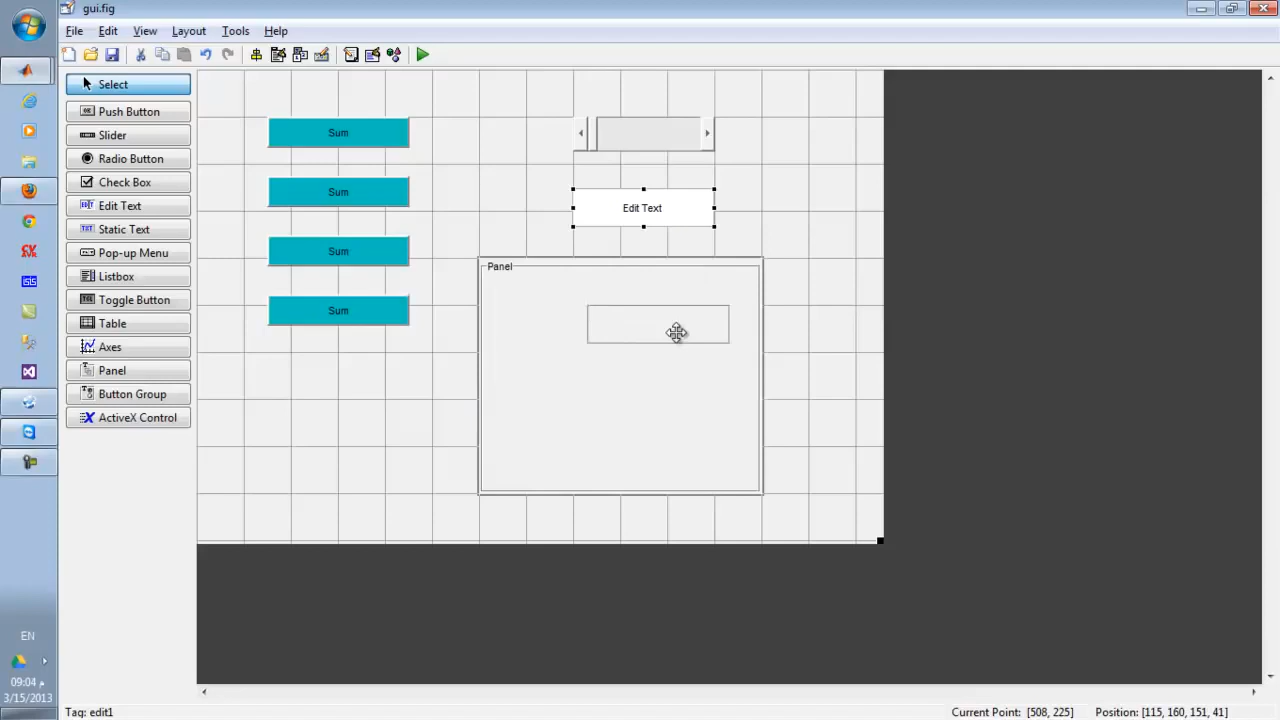 gui.fig
File Edit View Layout Tools Help
Select
Push Button
Slider
Radio Button
Check Box
Edit Text
Static Text
Pop-up Menu
Listbox
Toggle Button
Table
Axes
Panel
Button Group
ActiveX Control
Sum
Sum
Sum
Sum
Edit Text
Panel
EN
09:04 م
3/15/2013
Tag: edit1
Current Point: [508, 225]
Position: [115, 160, 151, 41]